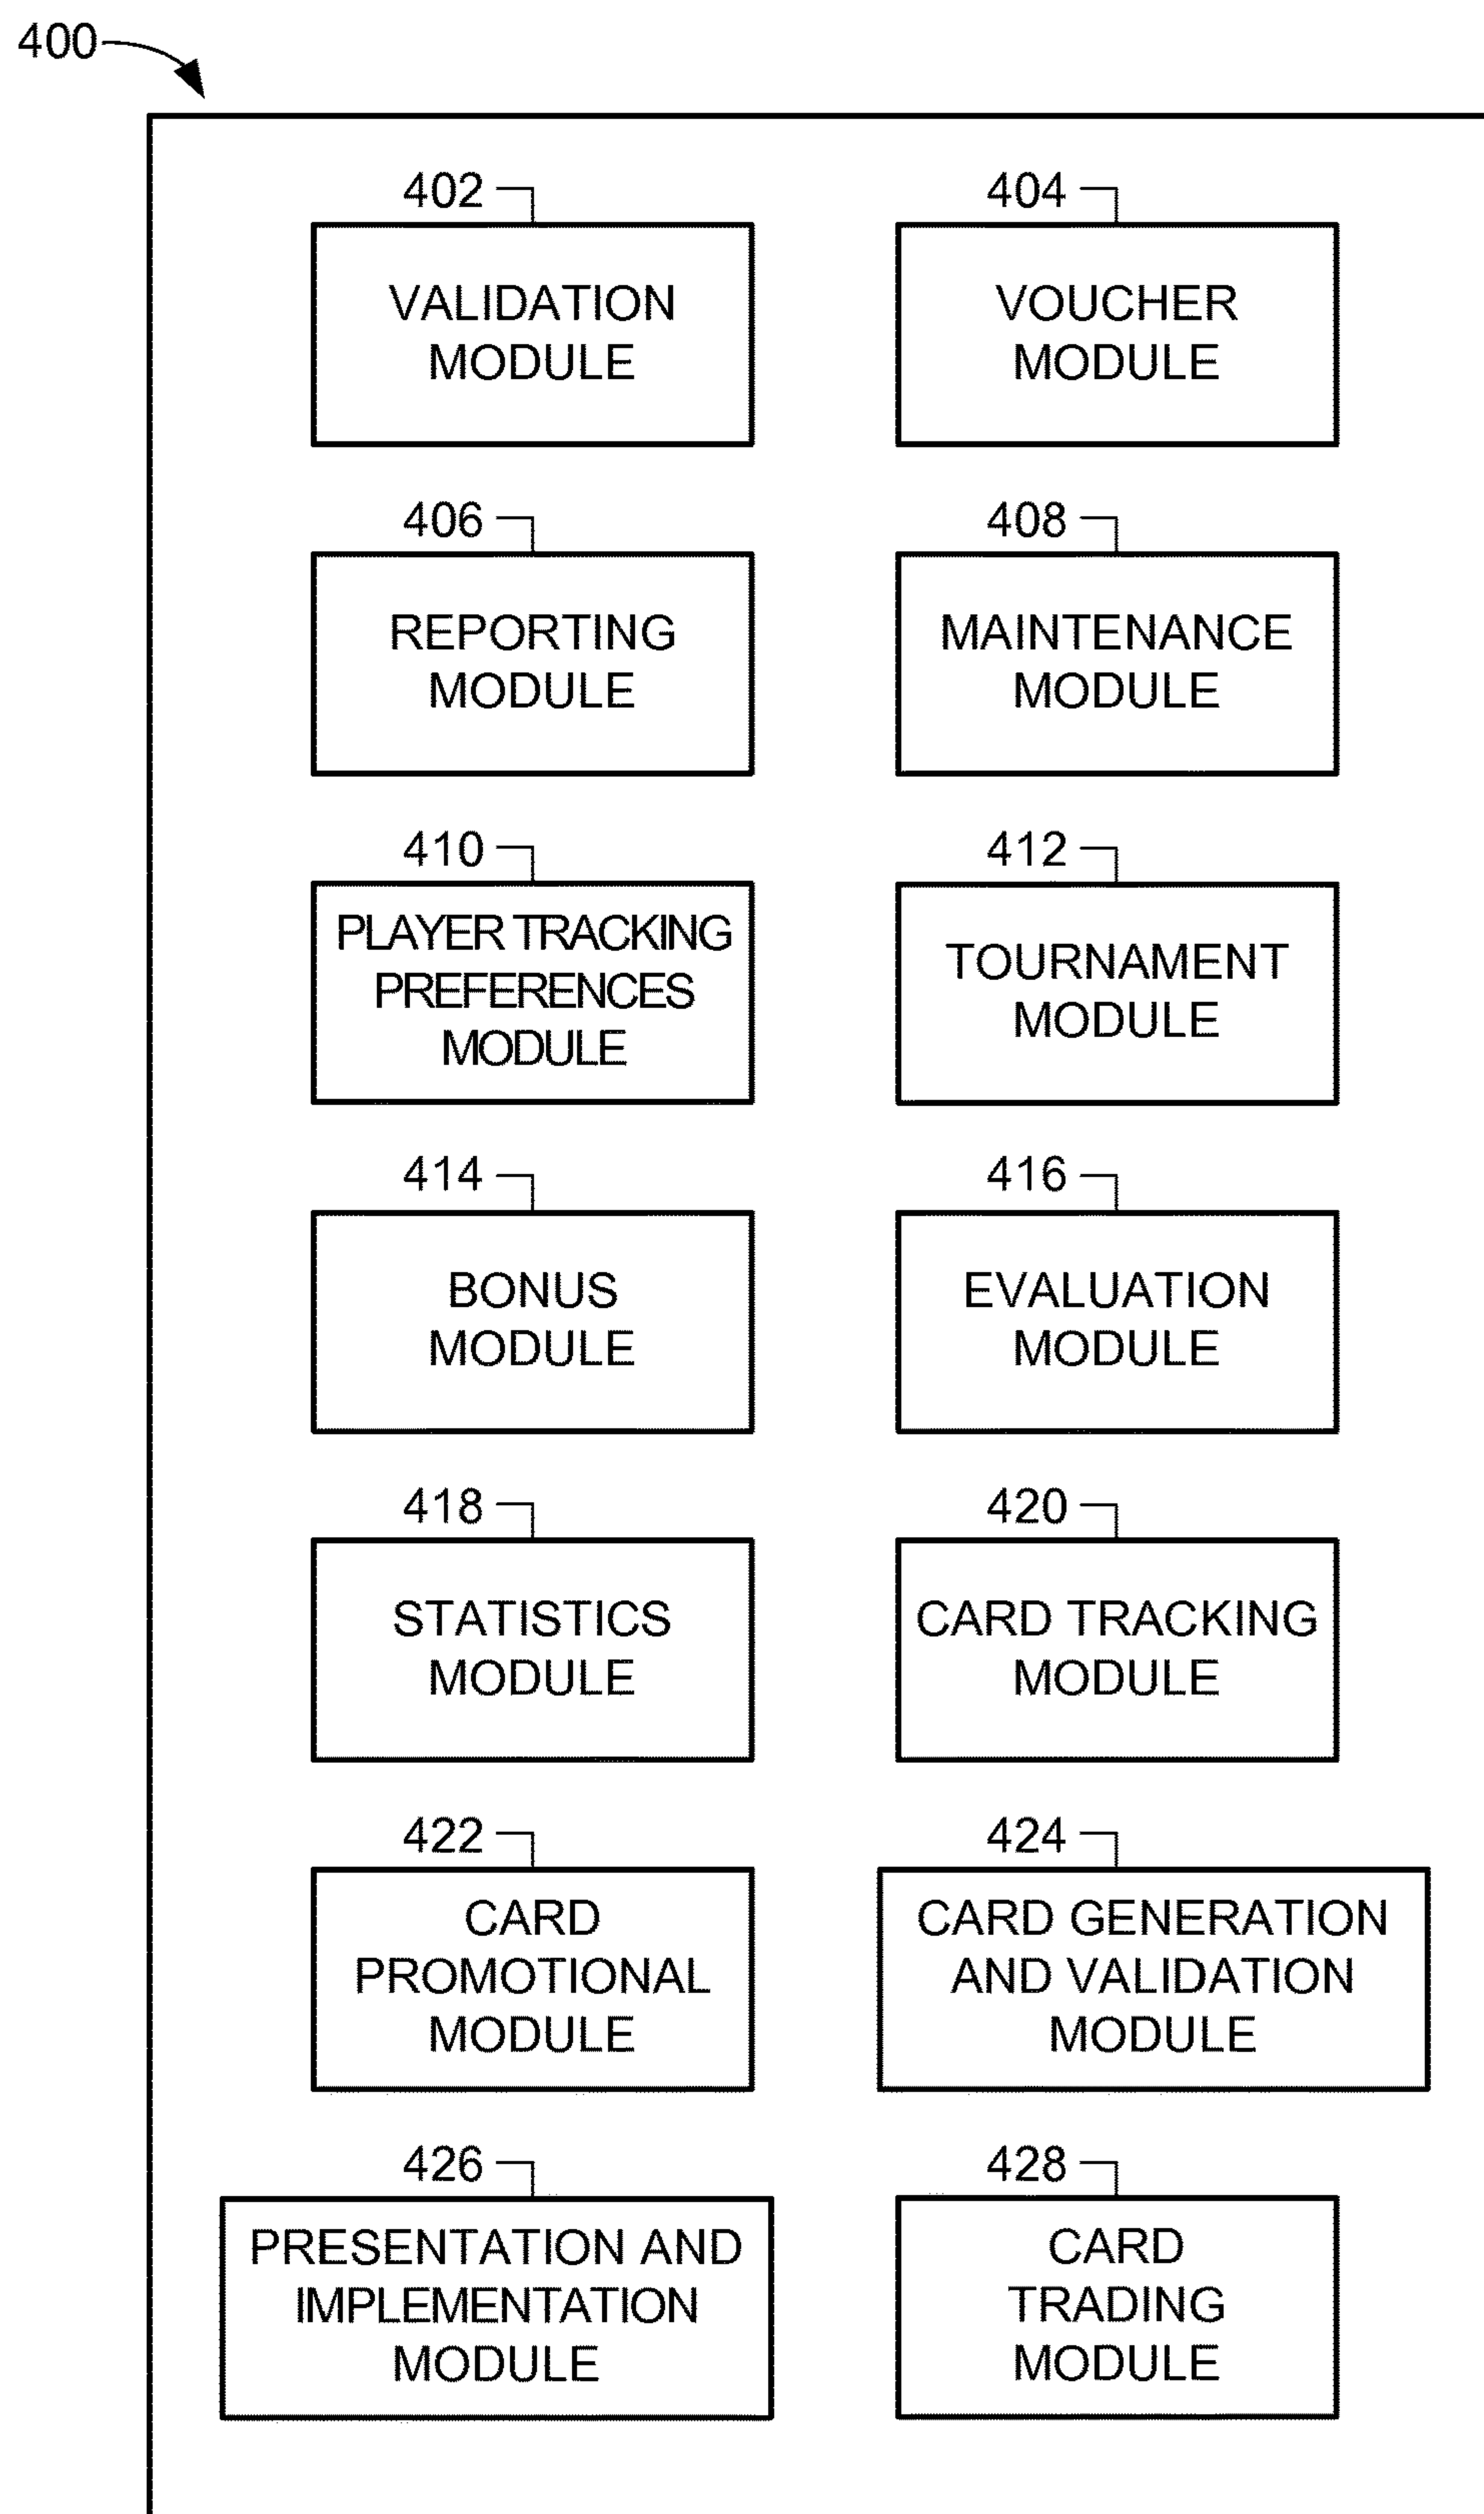 400
402
VALIDATION
MODULE
404
VOUCHER
MODULE
406
REPORTING
MODULE
408
MAINTENANCE
MODULE
410
PLAYER TRACKING
PREFERENCES
MODULE
412
TOURNAMENT
MODULE
414
BONUS
MODULE
416
EVALUATION
MODULE
418
STATISTICS
MODULE
420
CARD TRACKING
MODULE
422
CARD
PROMOTIONAL
MODULE
424
CARD GENERATION
AND VALIDATION
MODULE
426
PRESENTATION AND
IMPLEMENTATION
MODULE
428
CARD
TRADING
MODULE